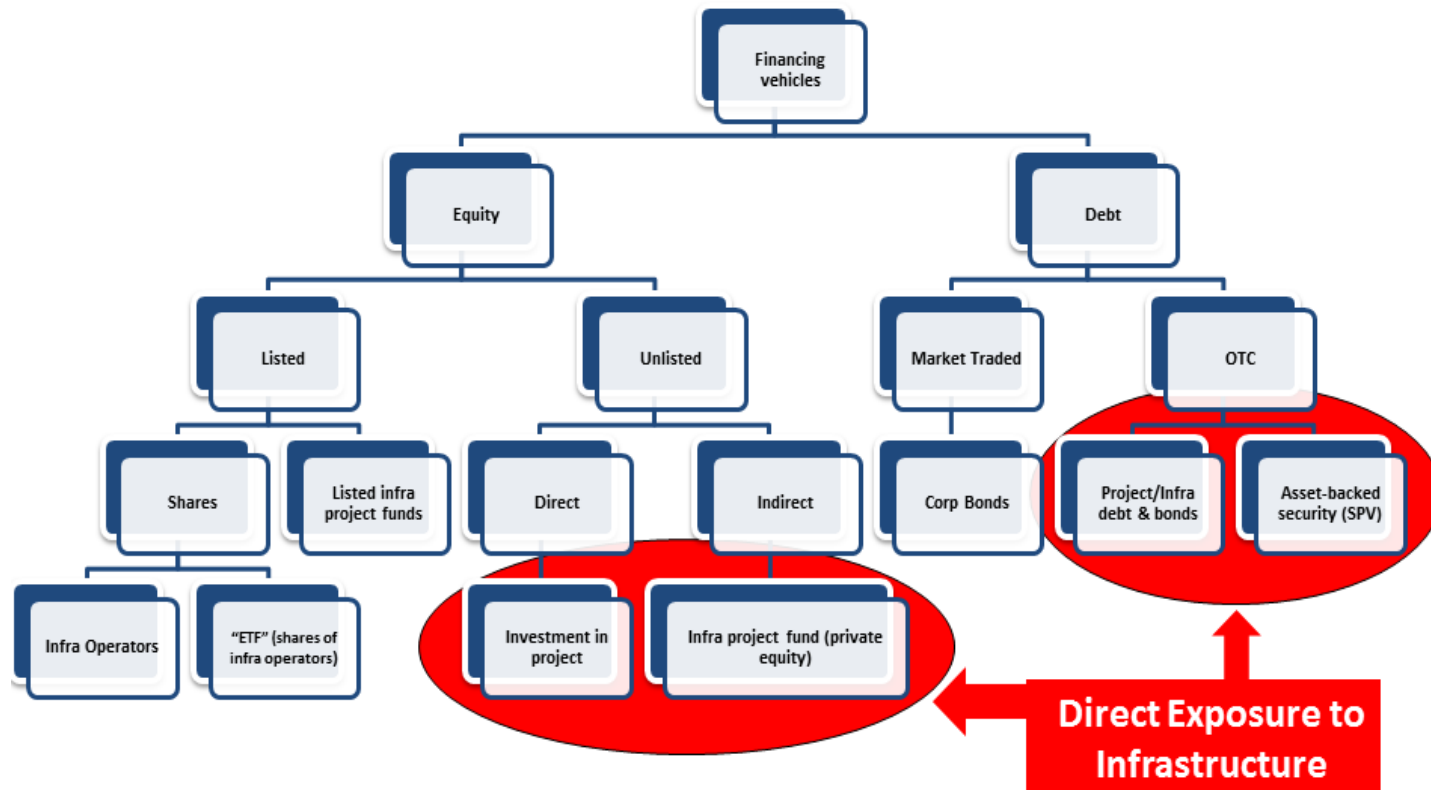 Financing
vehicles
Equity
Debt
Listed
Unlisted
Market Traded
OTC
Shares
Listed infra
project funds
Direct
Indirect
Corp Bonds
Project/Infra
debt & bonds
Asset-backed
security (SPV)
Infra Operators
“ETF” (shares of
infra operators)
Investment in
project
Infra project fund (private
equity)
Direct Exposure to
Infrastructure